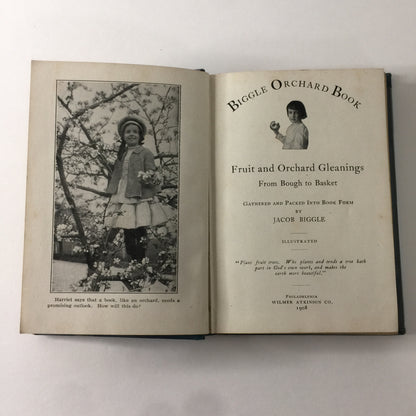 Harriet says that a book, like an orchard, needs a
promising outlook. How will this do?
BIGGLE ORCHARD BOOK
Fruit and Orchard Gleanings
From Bough to Basket
GATHERED AND PACKED INTO BOOK FORM
BY
JACOB BIGGLE
ILLUSTRATED
"Plant fruit trees. Who plants and tends a tree hath
part in God's own work, and makes the
earth more beautiful."
PHILADELPHIA
WILMER ATKINSON CO.
1908